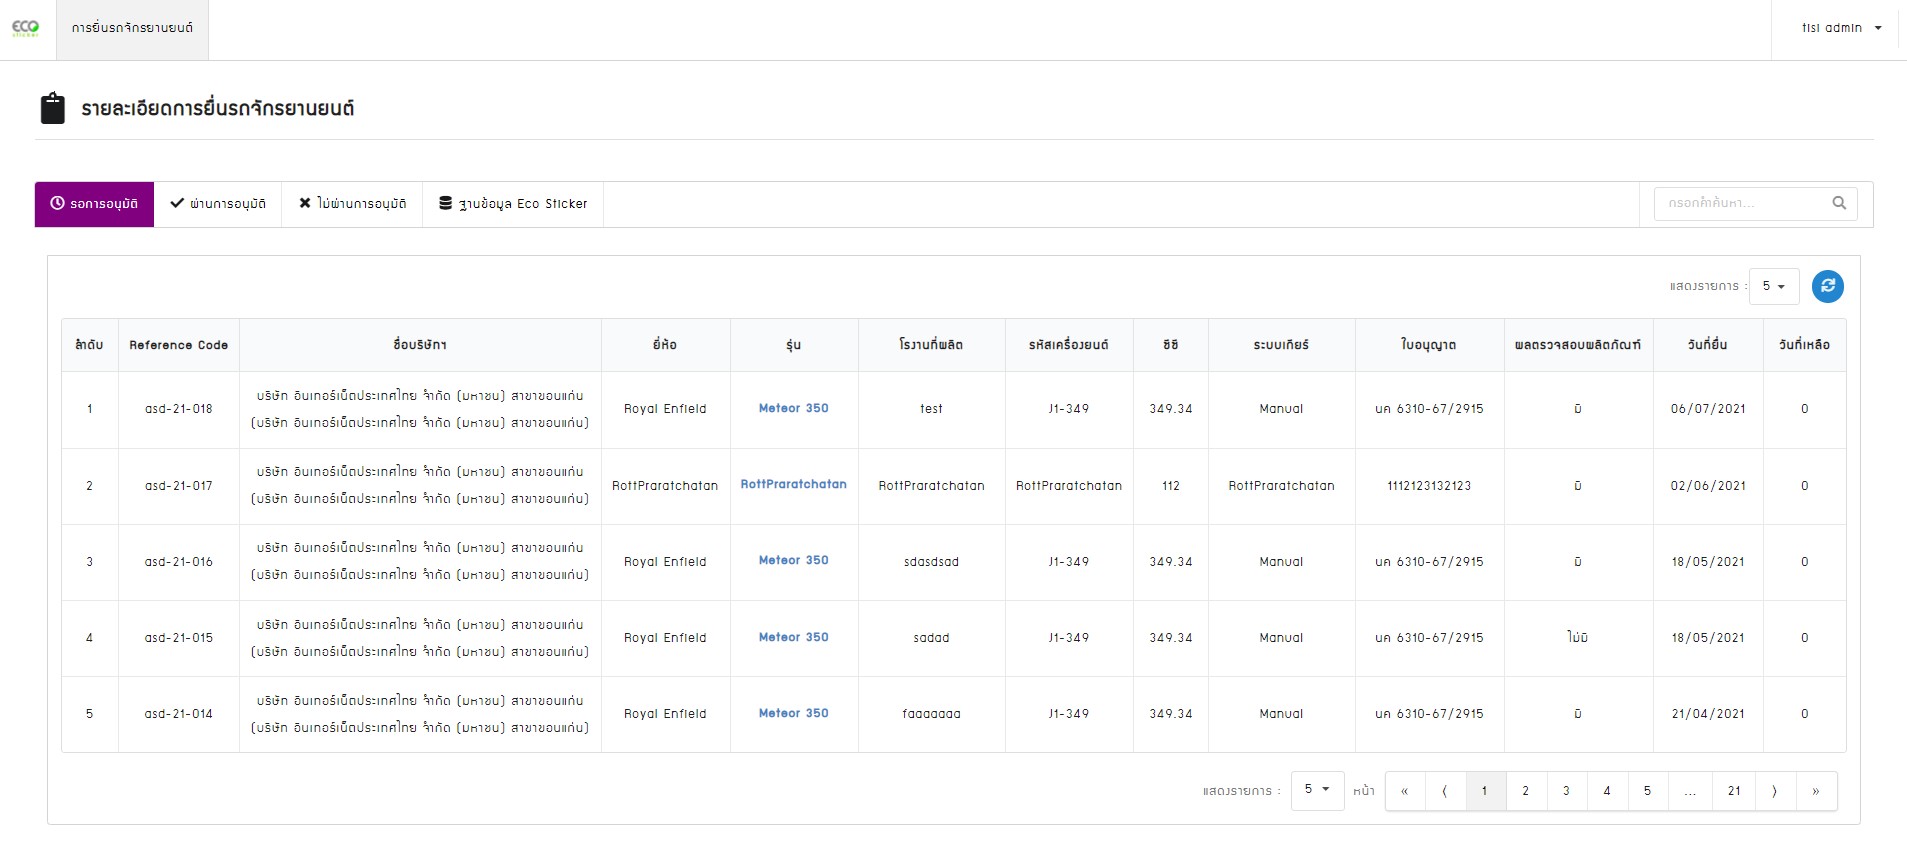 ECO
sticker
การยื่นรถจักรยานยนต์
tisi admin
รายละเอียดการยื่นรถจักรยานยนต์
รอการอนุมัติ ผ่านการอนุมัติ ไม่ผ่านการอนุมัติ ฐานข้อมูล Eco Sticker กรอกคำค้นหา...
แสดงรายการ : 5
ลำดับ Reference Code ชื่อบริษัทฯ ยี่ห้อ รุ่น โรงานที่ผลิต รหัสเครื่องยนต์ ซีซี ระบบเกียร์ ใบอนุญาต ผลตรวจสอบผลิตภัณฑ์ วันที่ยื่น วันที่เหลือ
บริษัท อินเทอร์เน็ตประเทศไทย จำกัด (มหาชน) สาขาขอนแก่น
1 asd-21-018 Royal Enfield Meteor 350 test J1-349 349.34 Manual นค 6310-67/2915 มี 06/07/2021 0
(บริษัท อินเทอร์เน็ตประเทศไทย จำกัด (มหาชน) สาขาขอนแก่น)
บริษัท อินเทอร์เน็ตประเทศไทย จำกัด (มหาชน) สาขาขอนแก่น
2 asd-21-017 RottPraratchatan RottPraratchatan RottPraratchatan RottPraratchatan 112 RottPraratchatan 1112123132123 มี 02/06/2021 0
(บริษัท อินเทอร์เน็ตประเทศไทย จำกัด (มหาชน) สาขาขอนแก่น)
บริษัท อินเทอร์เน็ตประเทศไทย จำกัด (มหาชน) สาขาขอนแก่น
3 asd-21-016 Royal Enfield Meteor 350 sdasdsad J1-349 349.34 Manual นค 6310-67/2915 มี 18/05/2021 0
(บริษัท อินเทอร์เน็ตประเทศไทย จำกัด (มหาชน) สาขาขอนแก่น)
บริษัท อินเทอร์เน็ตประเทศไทย จำกัด (มหาชน) สาขาขอนแก่น
4 asd-21-015 Royal Enfield Meteor 350 sadad J1-349 349.34 Manual นค 6310-67/2915 ไม่มี 18/05/2021 0
(บริษัท อินเทอร์เน็ตประเทศไทย จำกัด (มหาชน) สาขาขอนแก่น)
บริษัท อินเทอร์เน็ตประเทศไทย จำกัด (มหาชน) สาขาขอนแก่น
5 asd-21-014 Royal Enfield Meteor 350 faaaaaaa J1-349 349.34 Manual นค 6310-67/2915 มี 21/04/2021 0
(บริษัท อินเทอร์เน็ตประเทศไทย จำกัด (มหาชน) สาขาขอนแก่น)
แสดงรายการ : 5 หน้า « ⟨ 1 2 3 4 5 ... 21 ⟩ »